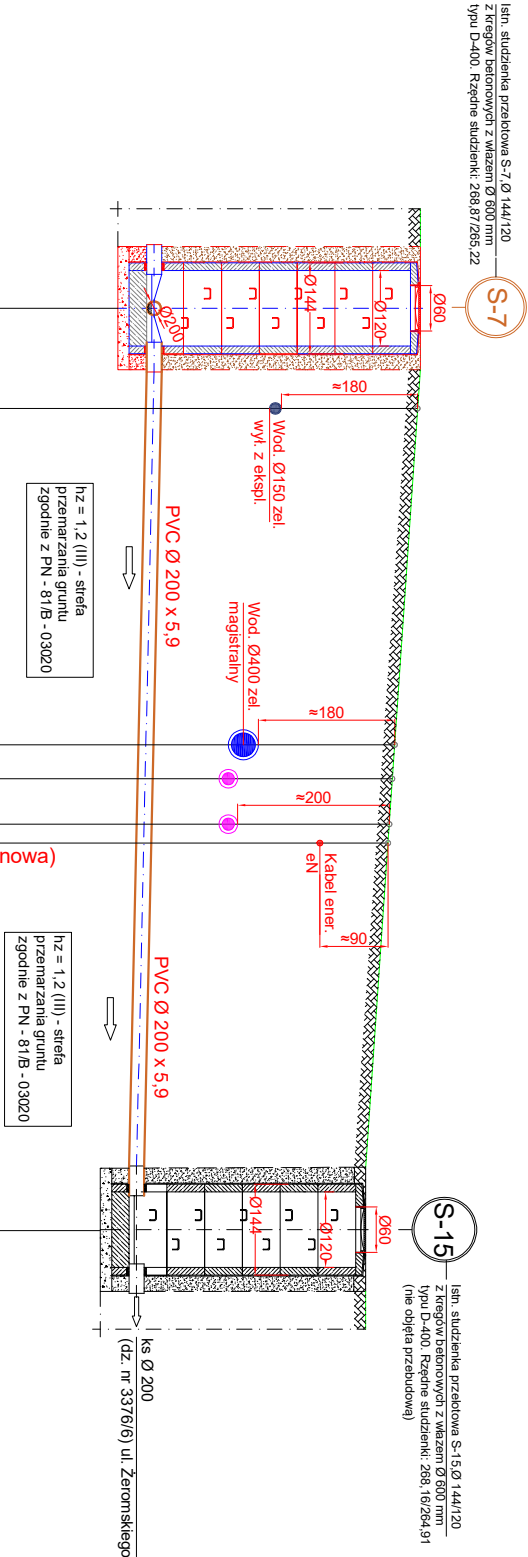 Istn. studzienka przelotowa S-7,Ø 144/120
z kręgów betonowych z włazem Ø 600 mm
typu D-400. Rzędne studzienki: 268,87/265,22
S-7
Ø60
Ø120
Ø144
Ø200
≈180
Wod. Ø150 żel.
wył. z ekspl.
PVC Ø 200 x 5,9
hz = 1,2 (III) - strefa
przemarzania gruntu
zgodnie z PN - 81/B - 03020
≈180
Wod. Ø400 żel.
magistralny
≈200
Kabel ener.
eN
≈90
nowa)
PVC Ø 200 x 5,9
hz = 1,2 (III) - strefa
przemarzania gruntu
zgodnie z PN - 81/B - 03020
S-15
Istn. studzienka przelotowa S-15,Ø 144/120
z kręgów betonowych z włazem Ø 600 mm
typu D-400. Rzędne studzienki: 268,16/264,91
(nie objęta przebudową)
Ø60
Ø120
Ø144
ks Ø 200
(dz. nr 3376/6) ul. Żeromskiego